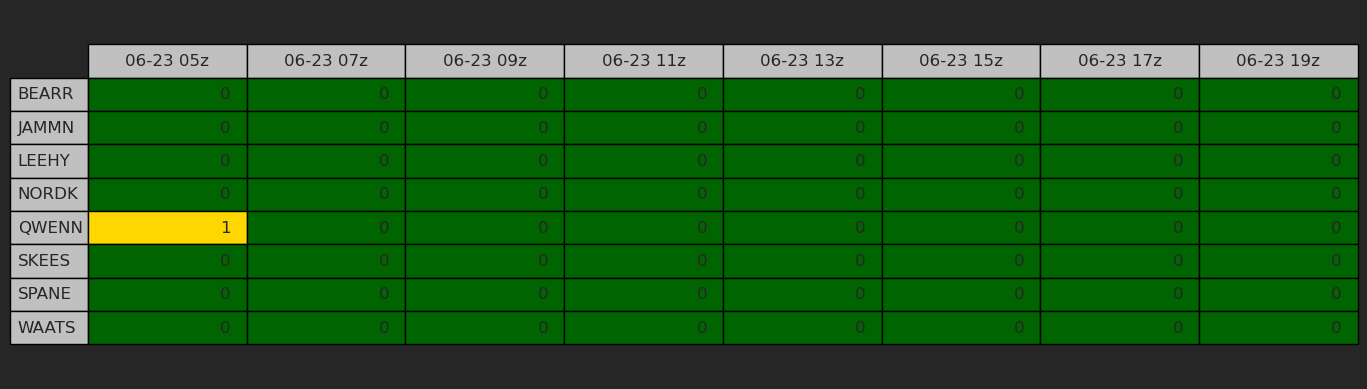 06-23 05z 06-23 07z 06-23 09z 06-23 11z 06-23 13z 06-23 15z 06-23 17z 06-23 19z
BEARR 0 0 0 0 0 0 0 0
JAMMN 0 0 0 0 0 0 0 0
LEEHY 0 0 0 0 0 0 0 0
NORDK 0 0 0 0 0 0 0 0
QWENN 1 0 0 0 0 0 0 0
SKEES 0 0 0 0 0 0 0 0
SPANE 0 0 0 0 0 0 0 0
WAATS 0 0 0 0 0 0 0 0